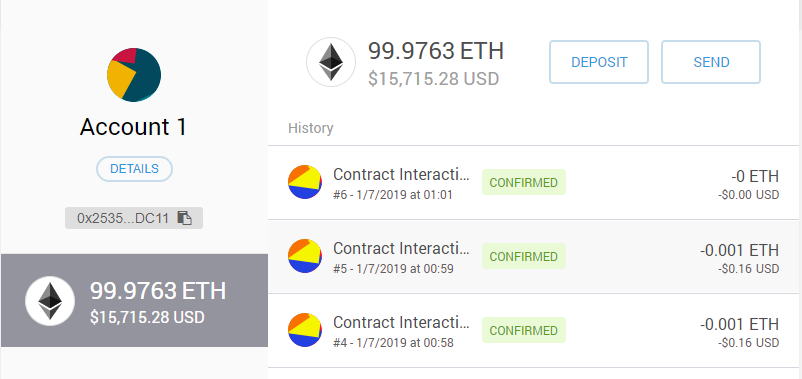 Account 1
DETAILS
0x2535...DC11
99.9763 ETH
$15,715.28 USD
99.9763 ETH
$15,715.28 USD
DEPOSIT
SEND
History
Contract Interacti... CONFIRMED -0 ETH
#6 - 1/7/2019 at 01:01 -$0.00 USD
Contract Interacti... CONFIRMED -0.001 ETH
#5 - 1/7/2019 at 00:59 -$0.16 USD
Contract Interacti... CONFIRMED -0.001 ETH
#4 - 1/7/2019 at 00:58 -$0.16 USD